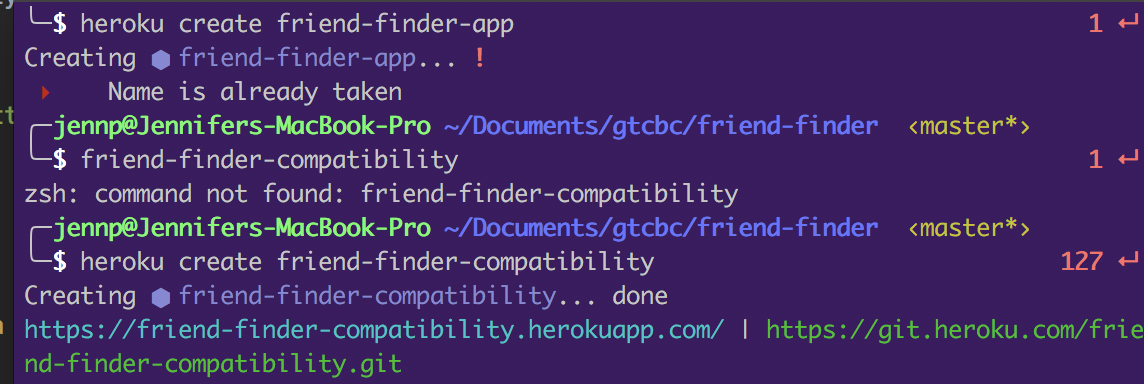 $ heroku create friend-finder-app 1 ↵
Creating ⬢ friend-finder-app... !
▸ Name is already taken
jennp@Jennifers-MacBook-Pro ~/Documents/gtcbc/friend-finder ‹master*›
$ friend-finder-compatibility 1 ↵
zsh: command not found: friend-finder-compatibility
jennp@Jennifers-MacBook-Pro ~/Documents/gtcbc/friend-finder ‹master*›
$ heroku create friend-finder-compatibility 127 ↵
Creating ⬢ friend-finder-compatibility... done
https://friend-finder-compatibility.herokuapp.com/ | https://git.heroku.com/frie
nd-finder-compatibility.git